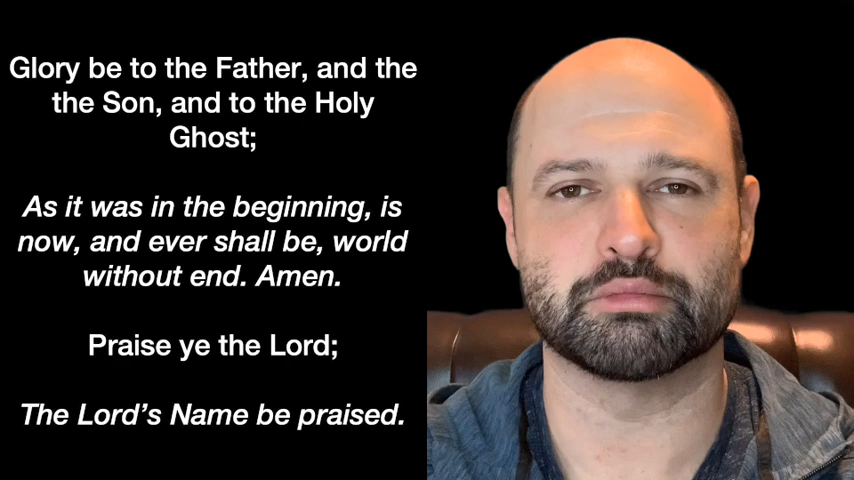 Glory be to the Father, and the
the Son, and to the Holy
Ghost;
As it was in the beginning, is
now, and ever shall be, world
without end. Amen.
Praise ye the Lord;
The Lord’s Name be praised.